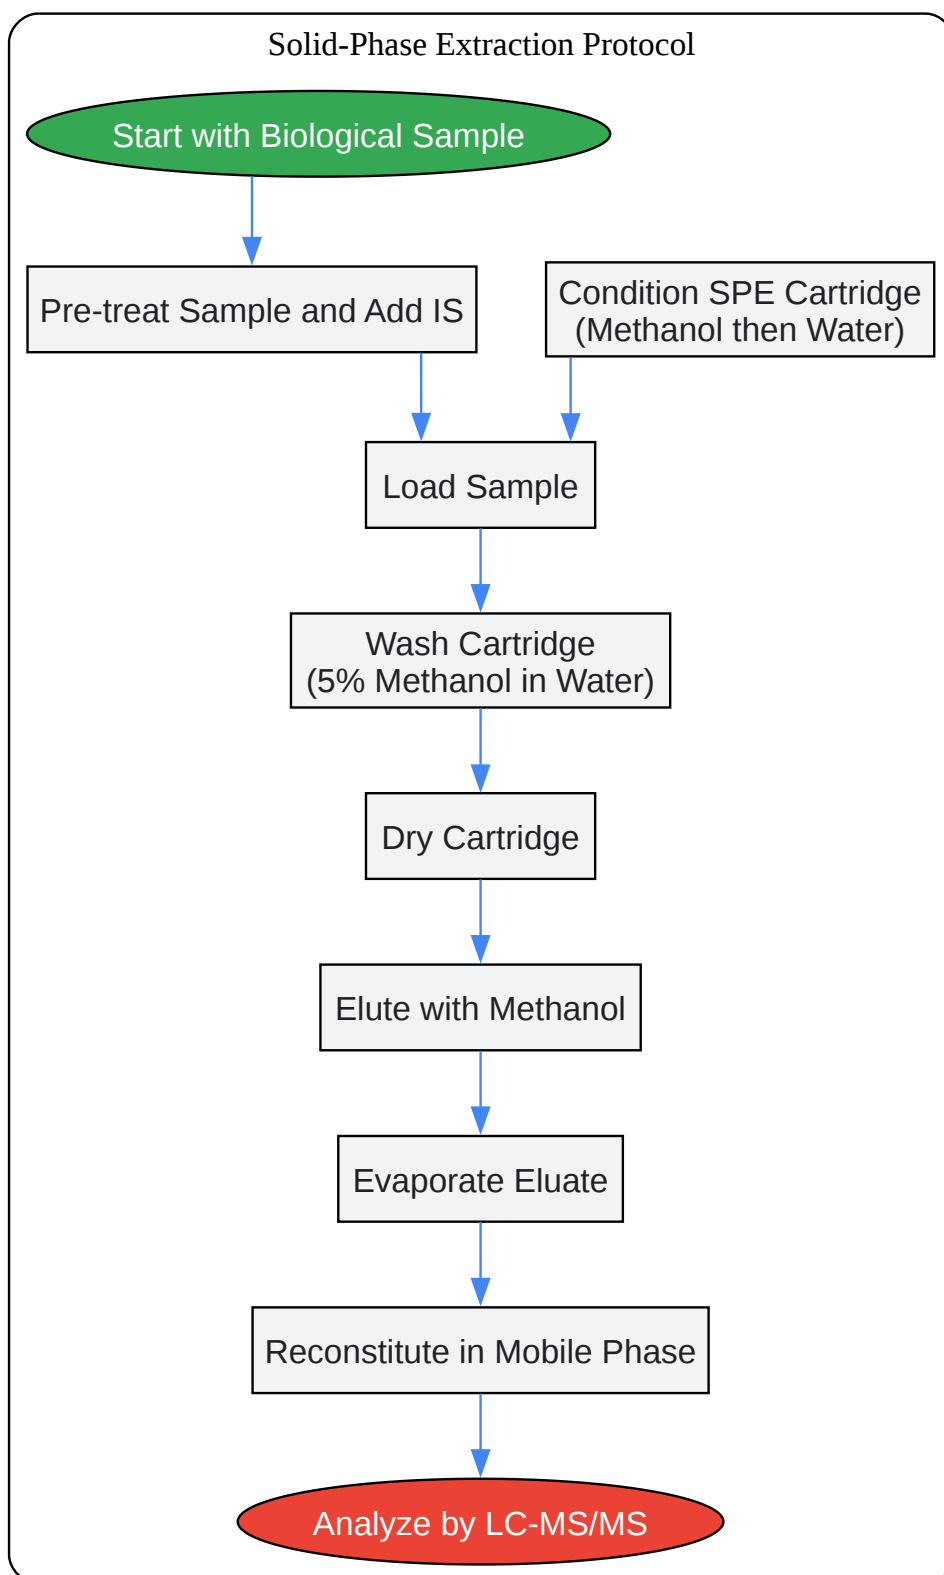 Solid-Phase Extraction Protocol
Start with Biological Sample
Pre-treat Sample and Add IS
Condition SPE Cartridge
(Methanol then Water)
Load Sample
Wash Cartridge
(5% Methanol in Water)
Dry Cartridge
Elute with Methanol
Evaporate Eluate
Reconstitute in Mobile Phase
Analyze by LC-MS/MS